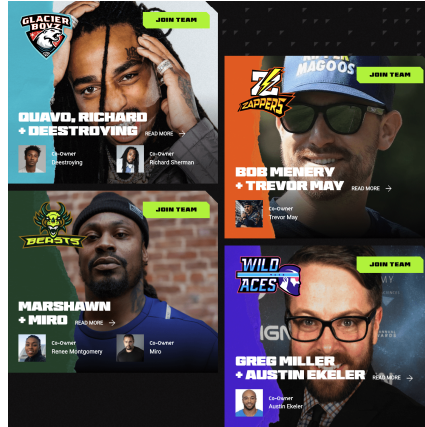 GLACIER
BOYZ
JOIN TEAM
QUAVO, RICHARD
+ DEESTROYING READ MORE →
Co-Owner
Deestroying
Co-Owner
Richard Sherman
MAGOOS
JOIN TEAM
Z
ZAPPERS
BOB MENERY
+ TREVOR MAY READ MORE →
Co-Owner
Trevor May
BEASTS
JOIN TEAM
MARSHAWN
+ MIRO READ MORE →
Co-Owner
Renee Montgomery
Co-Owner
Miro
WILD
ACES
JOIN TEAM
IGN
GREG MILLER
+ AUSTIN EKELER READ MORE →
Co-Owner
Austin Ekeler